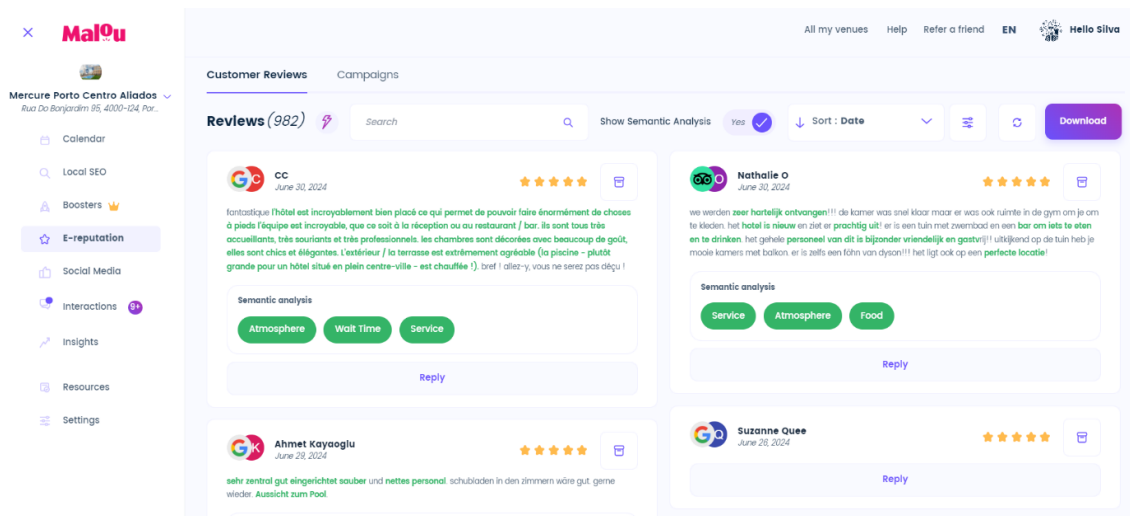 Malou
Mercure Porto Centro Aliados
Rua Do Bonjardim 95, 4000-124, Por...
Calendar
Local SEO
Boosters
E-reputation
Social Media
Interactions 9+
Insights
Resources
Settings
All my venues Help Refer a friend EN Hello Silva
Customer Reviews Campaigns
Reviews (982) Search Show Semantic Analysis Yes Sort : Date Download
CC
June 30, 2024
fantastique l'hôtel est incroyablement bien placé ce qui permet de pouvoir faire énormément de choses
à pieds l'équipe est incroyable, que ce soit à la réception ou au restaurant / bar. ils sont tous très
accueillants, très souriants et très professionnels. les chambres sont décorées avec beaucoup de goût,
elles sont chics et élégantes. L'extérieur / la terrasse est extrêmement agréable (la piscine - plutôt
grande pour un hôtel situé en plein centre-ville - est chauffée !). bref ! allez-y, vous ne serez pas déçu !
Semantic analysis
Atmosphere Wait Time Service
Reply
Nathalie O
June 30, 2024
we werden zeer hartelijk ontvangen!!! de kamer was snel klaar maar er was ook ruimte in de gym om je om
te kleden. het hotel is nieuw en ziet er prachtig uit! er is een tuin met zwembad en een bar om iets te eten
en te drinken. het gehele personeel van dit is bijzonder vriendelijk en gastvrij!! uitkijkend op de tuin heb je
mooie kamers met balkon. er is zelfs een föhn van dyson!!! het ligt ook op een perfecte locatie!
Semantic analysis
Service Atmosphere Food
Reply
K Ahmet Kayaoglu
June 29, 2024
sehr zentral gut eingerichtet sauber und nettes personal. schubladen in den zimmern wäre gut. gerne
wieder. Aussicht zum Pool.
Q Suzanne Quee
June 28, 2024
Reply